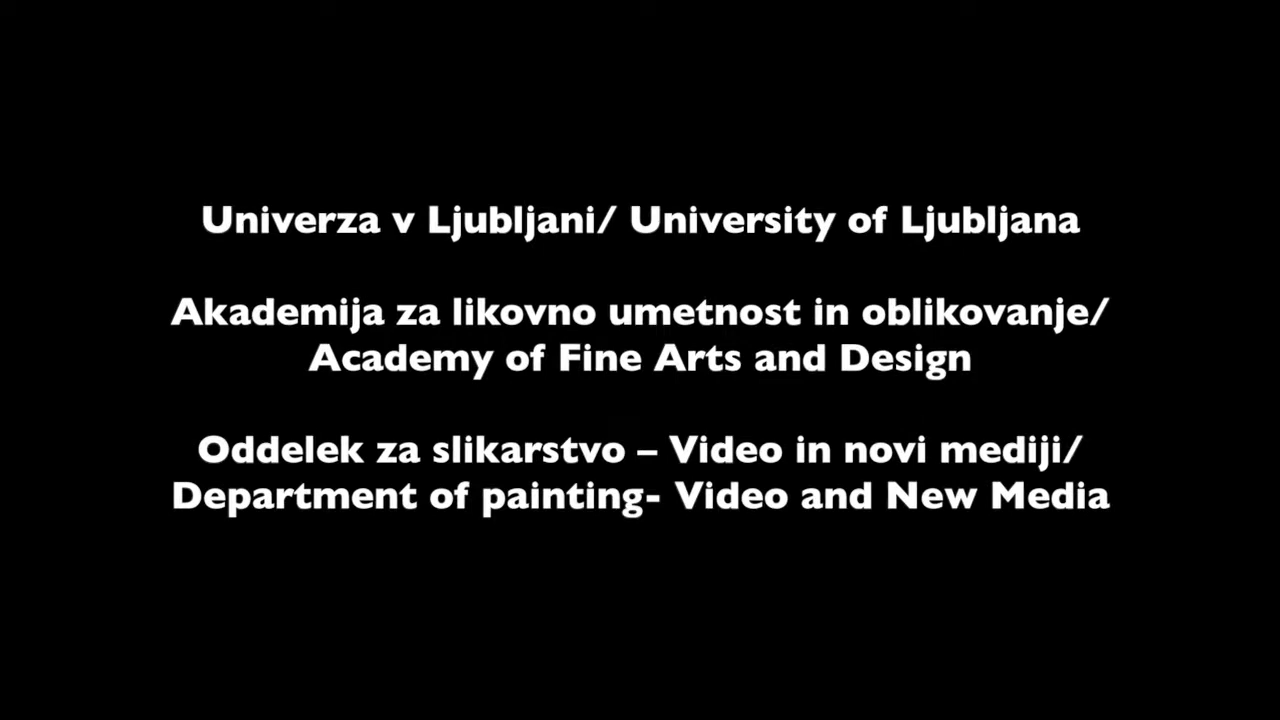 Univerza v Ljubljani/ University of Ljubljana
Akademija za likovno umetnost in oblikovanje/
Academy of Fine Arts and Design
Oddelek za slikarstvo – Video in novi mediji/
Department of painting- Video and New Media